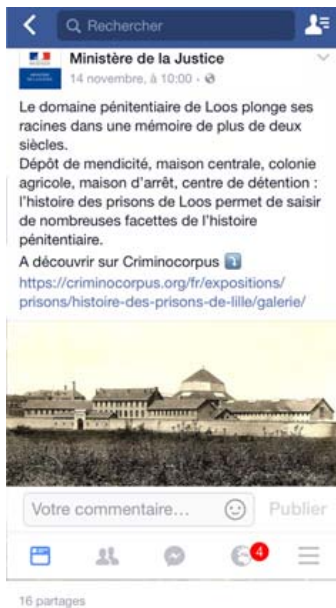 Rechercher
Ministère de la Justice
14 novembre, à 10:00 ·
Le domaine pénitentiaire de Loos plonge ses
racines dans une mémoire de plus de deux
siècles.
Dépôt de mendicité, maison centrale, colonie
agricole, maison d'arrêt, centre de détention :
l'histoire des prisons de Loos permet de saisir
de nombreuses facettes de l'histoire
pénitentiaire.
A découvrir sur Criminocorpus
https://criminocorpus.org/fr/expositions/
prisons/histoire-des-prisons-de-lille/galerie/
Votre commentaire...
Publier
4
16 partages